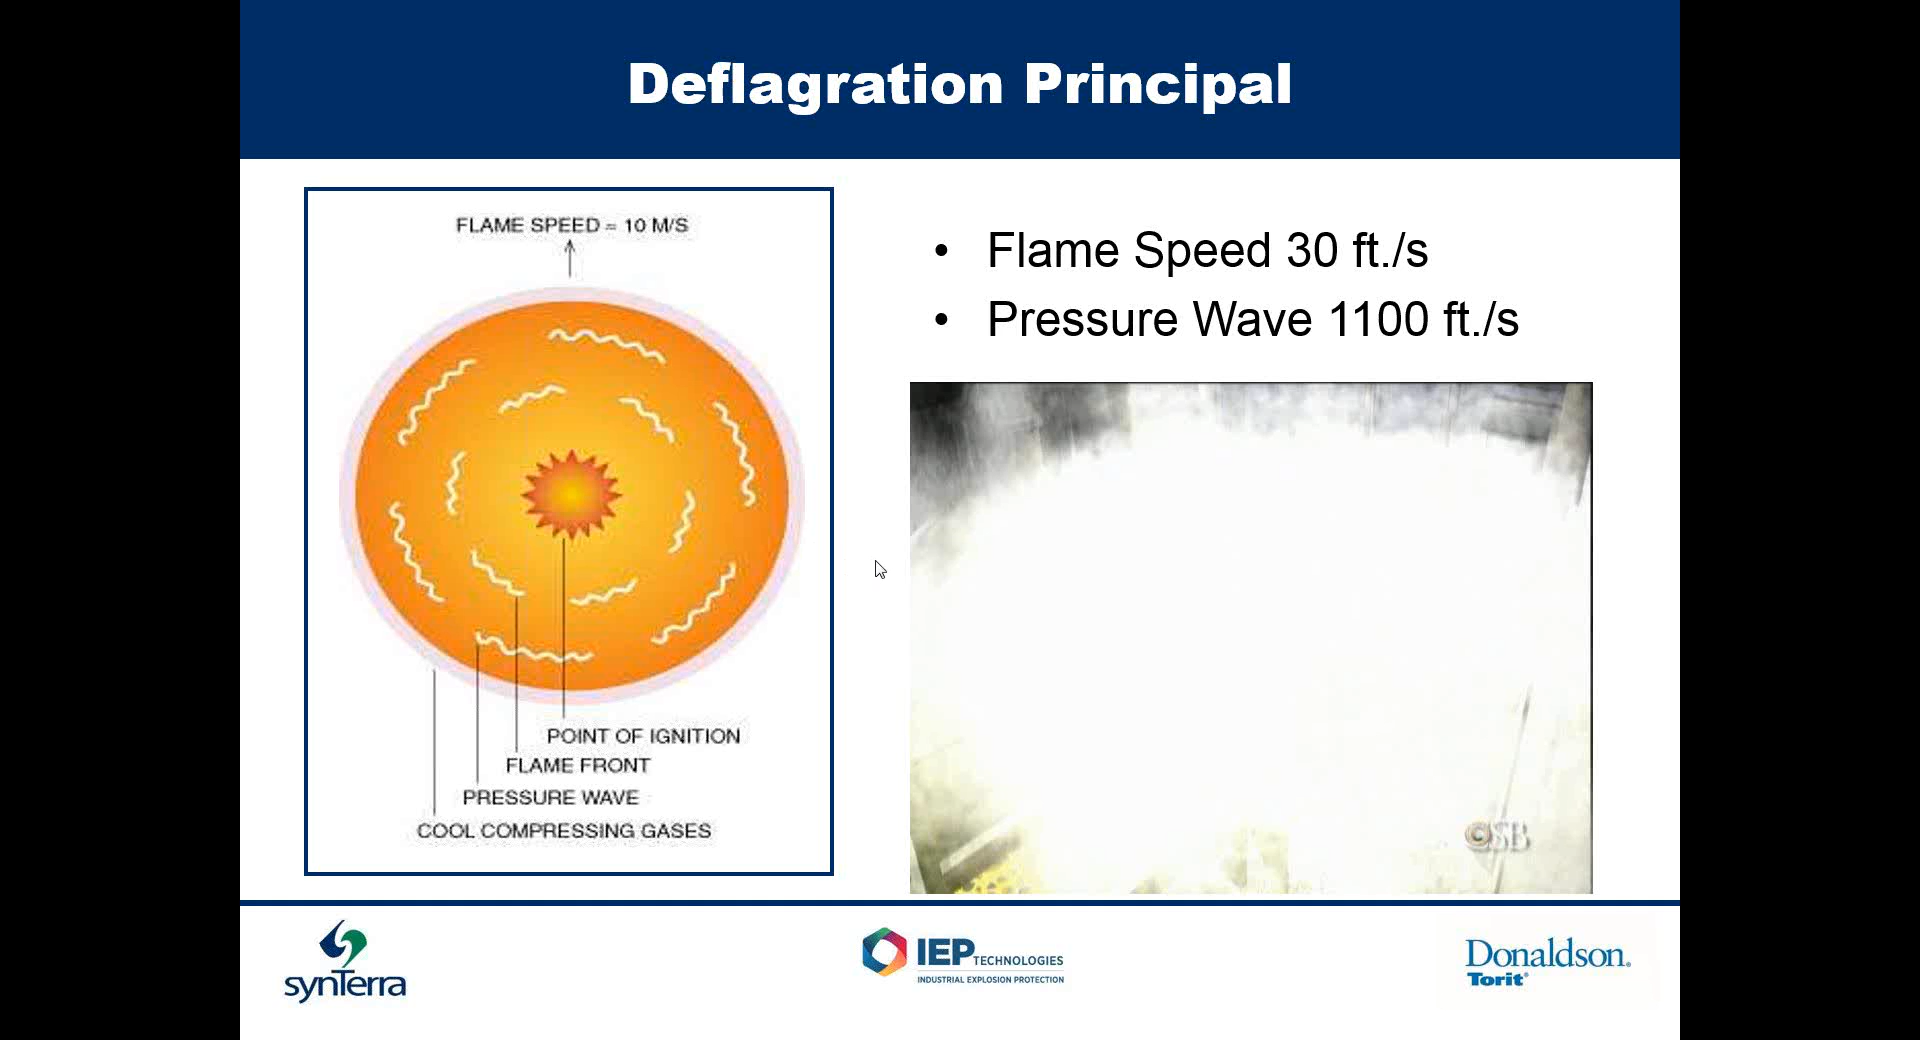 Deflagration Principal
FLAME SPEED = 10 M/S
POINT OF IGNITION
FLAME FRONT
PRESSURE WAVE
COOL COMPRESSING GASES
• Flame Speed 30 ft./s
• Pressure Wave 1100 ft./s
CSB
synTerra
IEP TECHNOLOGIES
INDUSTRIAL EXPLOSION PROTECTION
Donaldson®
Torit®